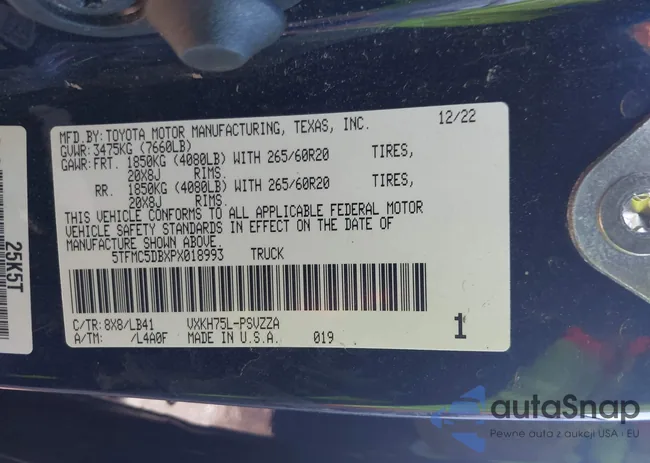 MFD.BY:TOYOTA MOTOR MANUFACTURING, TEXAS, INC. 12/22
GVWR: 3475KG (7660LB)
GAWR: FRT. 1850KG (4080LB) WITH 265/60R20 TIRES,
20X8J RIMS.
RR. 1850KG (4080LB) WITH 265/60R20 TIRES,
20X8J RIMS.
THIS VEHICLE CONFORMS TO ALL APPLICABLE FEDERAL MOTOR
VEHICLE SAFETY STANDARDS IN EFFECT ON THE DATE OF
MANUFACTURE SHOWN ABOVE.
5TFMC5DBXPX018993 TRUCK
C/TR: 8X8/LB41 VXKH75L-PSVZZA
A/TM: /L4A0F MADE IN U.S.A. 019 1
25K5T
autoSnap
Pewne auta z aukcji USA i EU